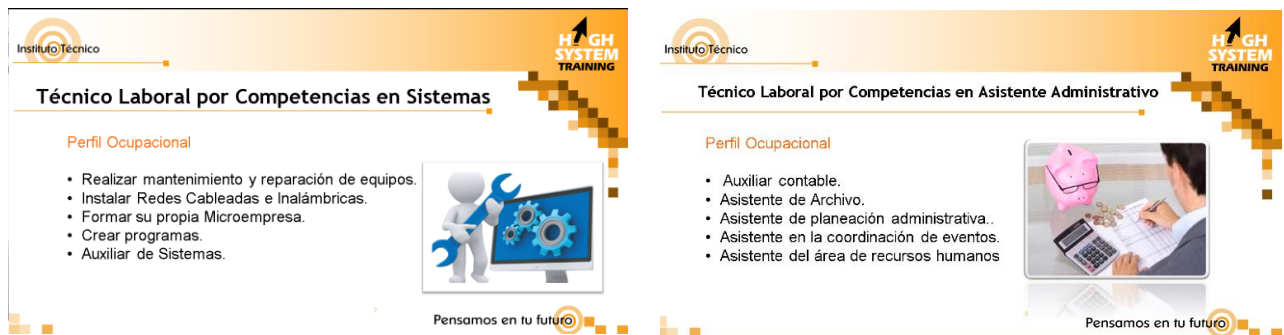 Instituto Técnico
HIGH
SYSTEM
TRAINING
Técnico Laboral por Competencias en Sistemas
Perfil Ocupacional
• Realizar mantenimiento y reparación de equipos.
• Instalar Redes Cableadas e Inalámbricas.
• Formar su propia Microempresa.
• Crear programas.
• Auxiliar de Sistemas.
7
Pensamos en tu futuro
Instituto Técnico
HIGH
SYSTEM
TRAINING
Técnico Laboral por Competencias en Asistente Administrativo
Perfil Ocupacional
• Auxiliar contable.
• Asistente de Archivo.
• Asistente de planeación administrativa..
• Asistente en la coordinación de eventos.
• Asistente del área de recursos humanos
Pensamos en tu futuro